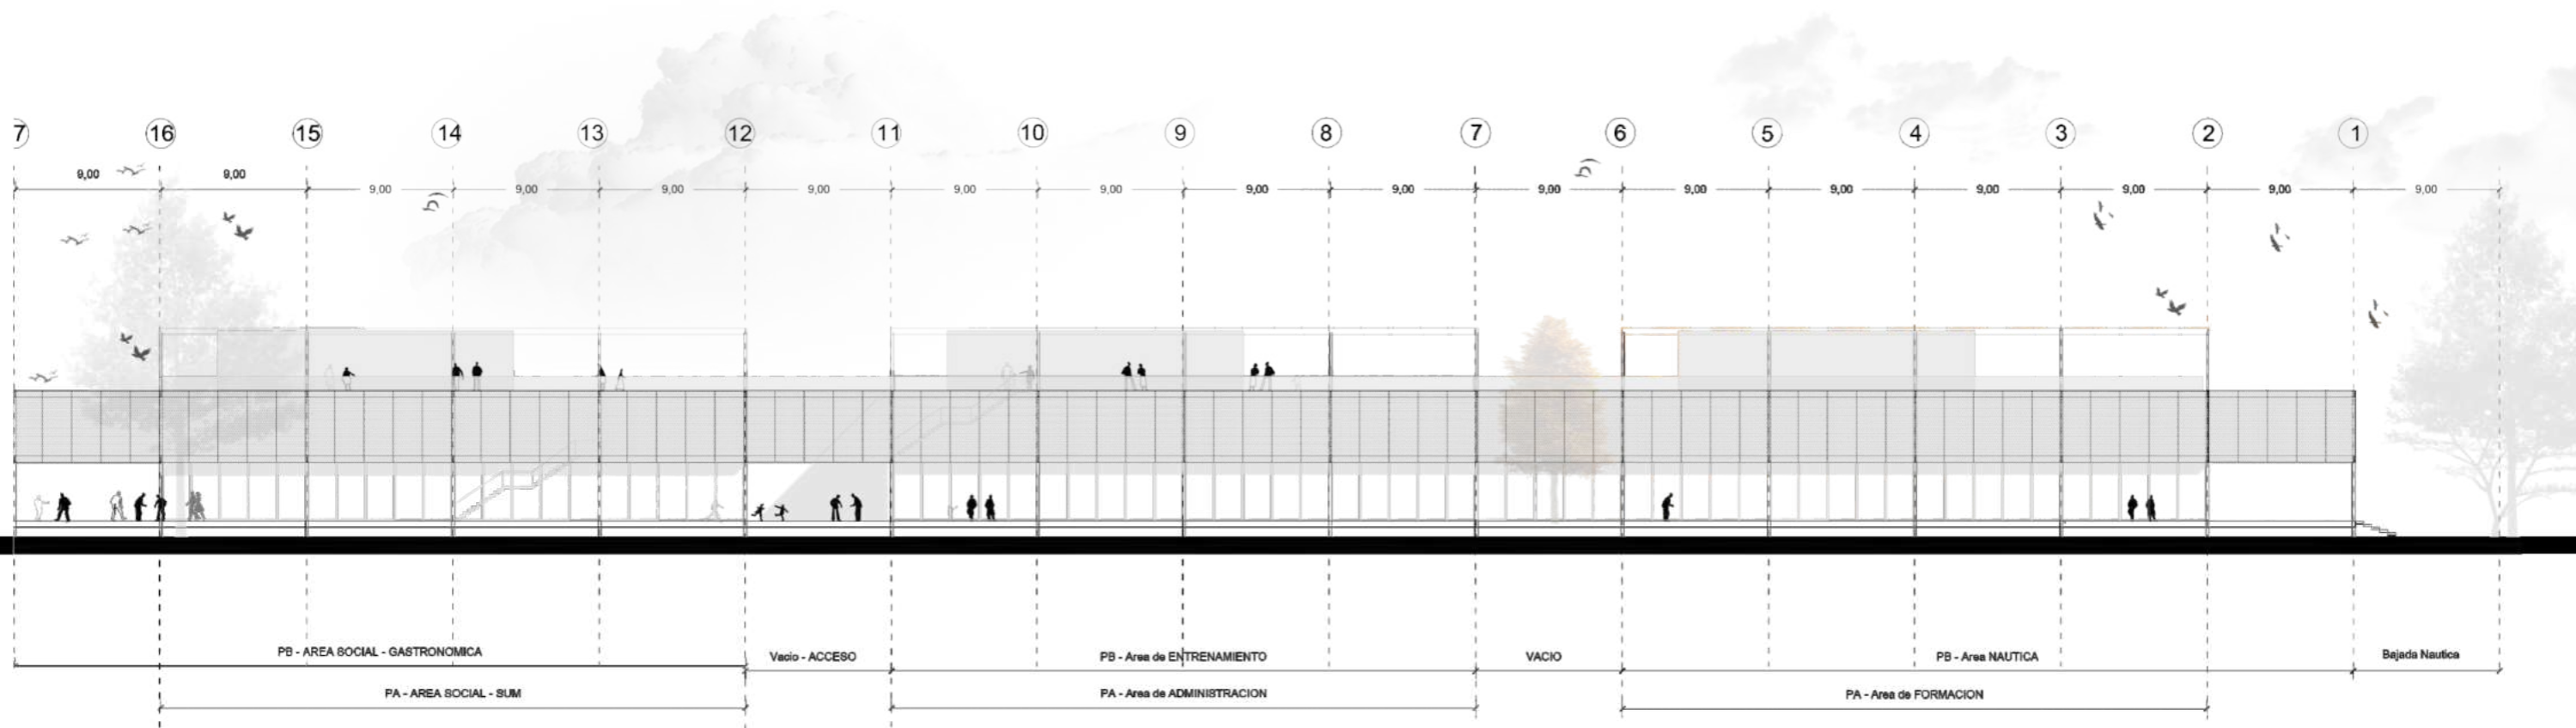 7 16 15 14 13 12 11 10 9 8 7 6 5 4 3 2 1
9,00 9,00 9,00 9,00 9,00 9,00 9,00 9,00 9,00 9,00 9,00 9,00 9,00 9,00 9,00 9,00 9,00
PB - AREA SOCIAL - GASTRONOMICA
Vacio - ACCESO
PB - Area de ENTRENAMIENTO
VACIO
PB - Area NAUTICA
Bajada Nautica
PA - AREA SOCIAL - SUM
PA - Area de ADMINISTRACION
PA - Area de FORMACION